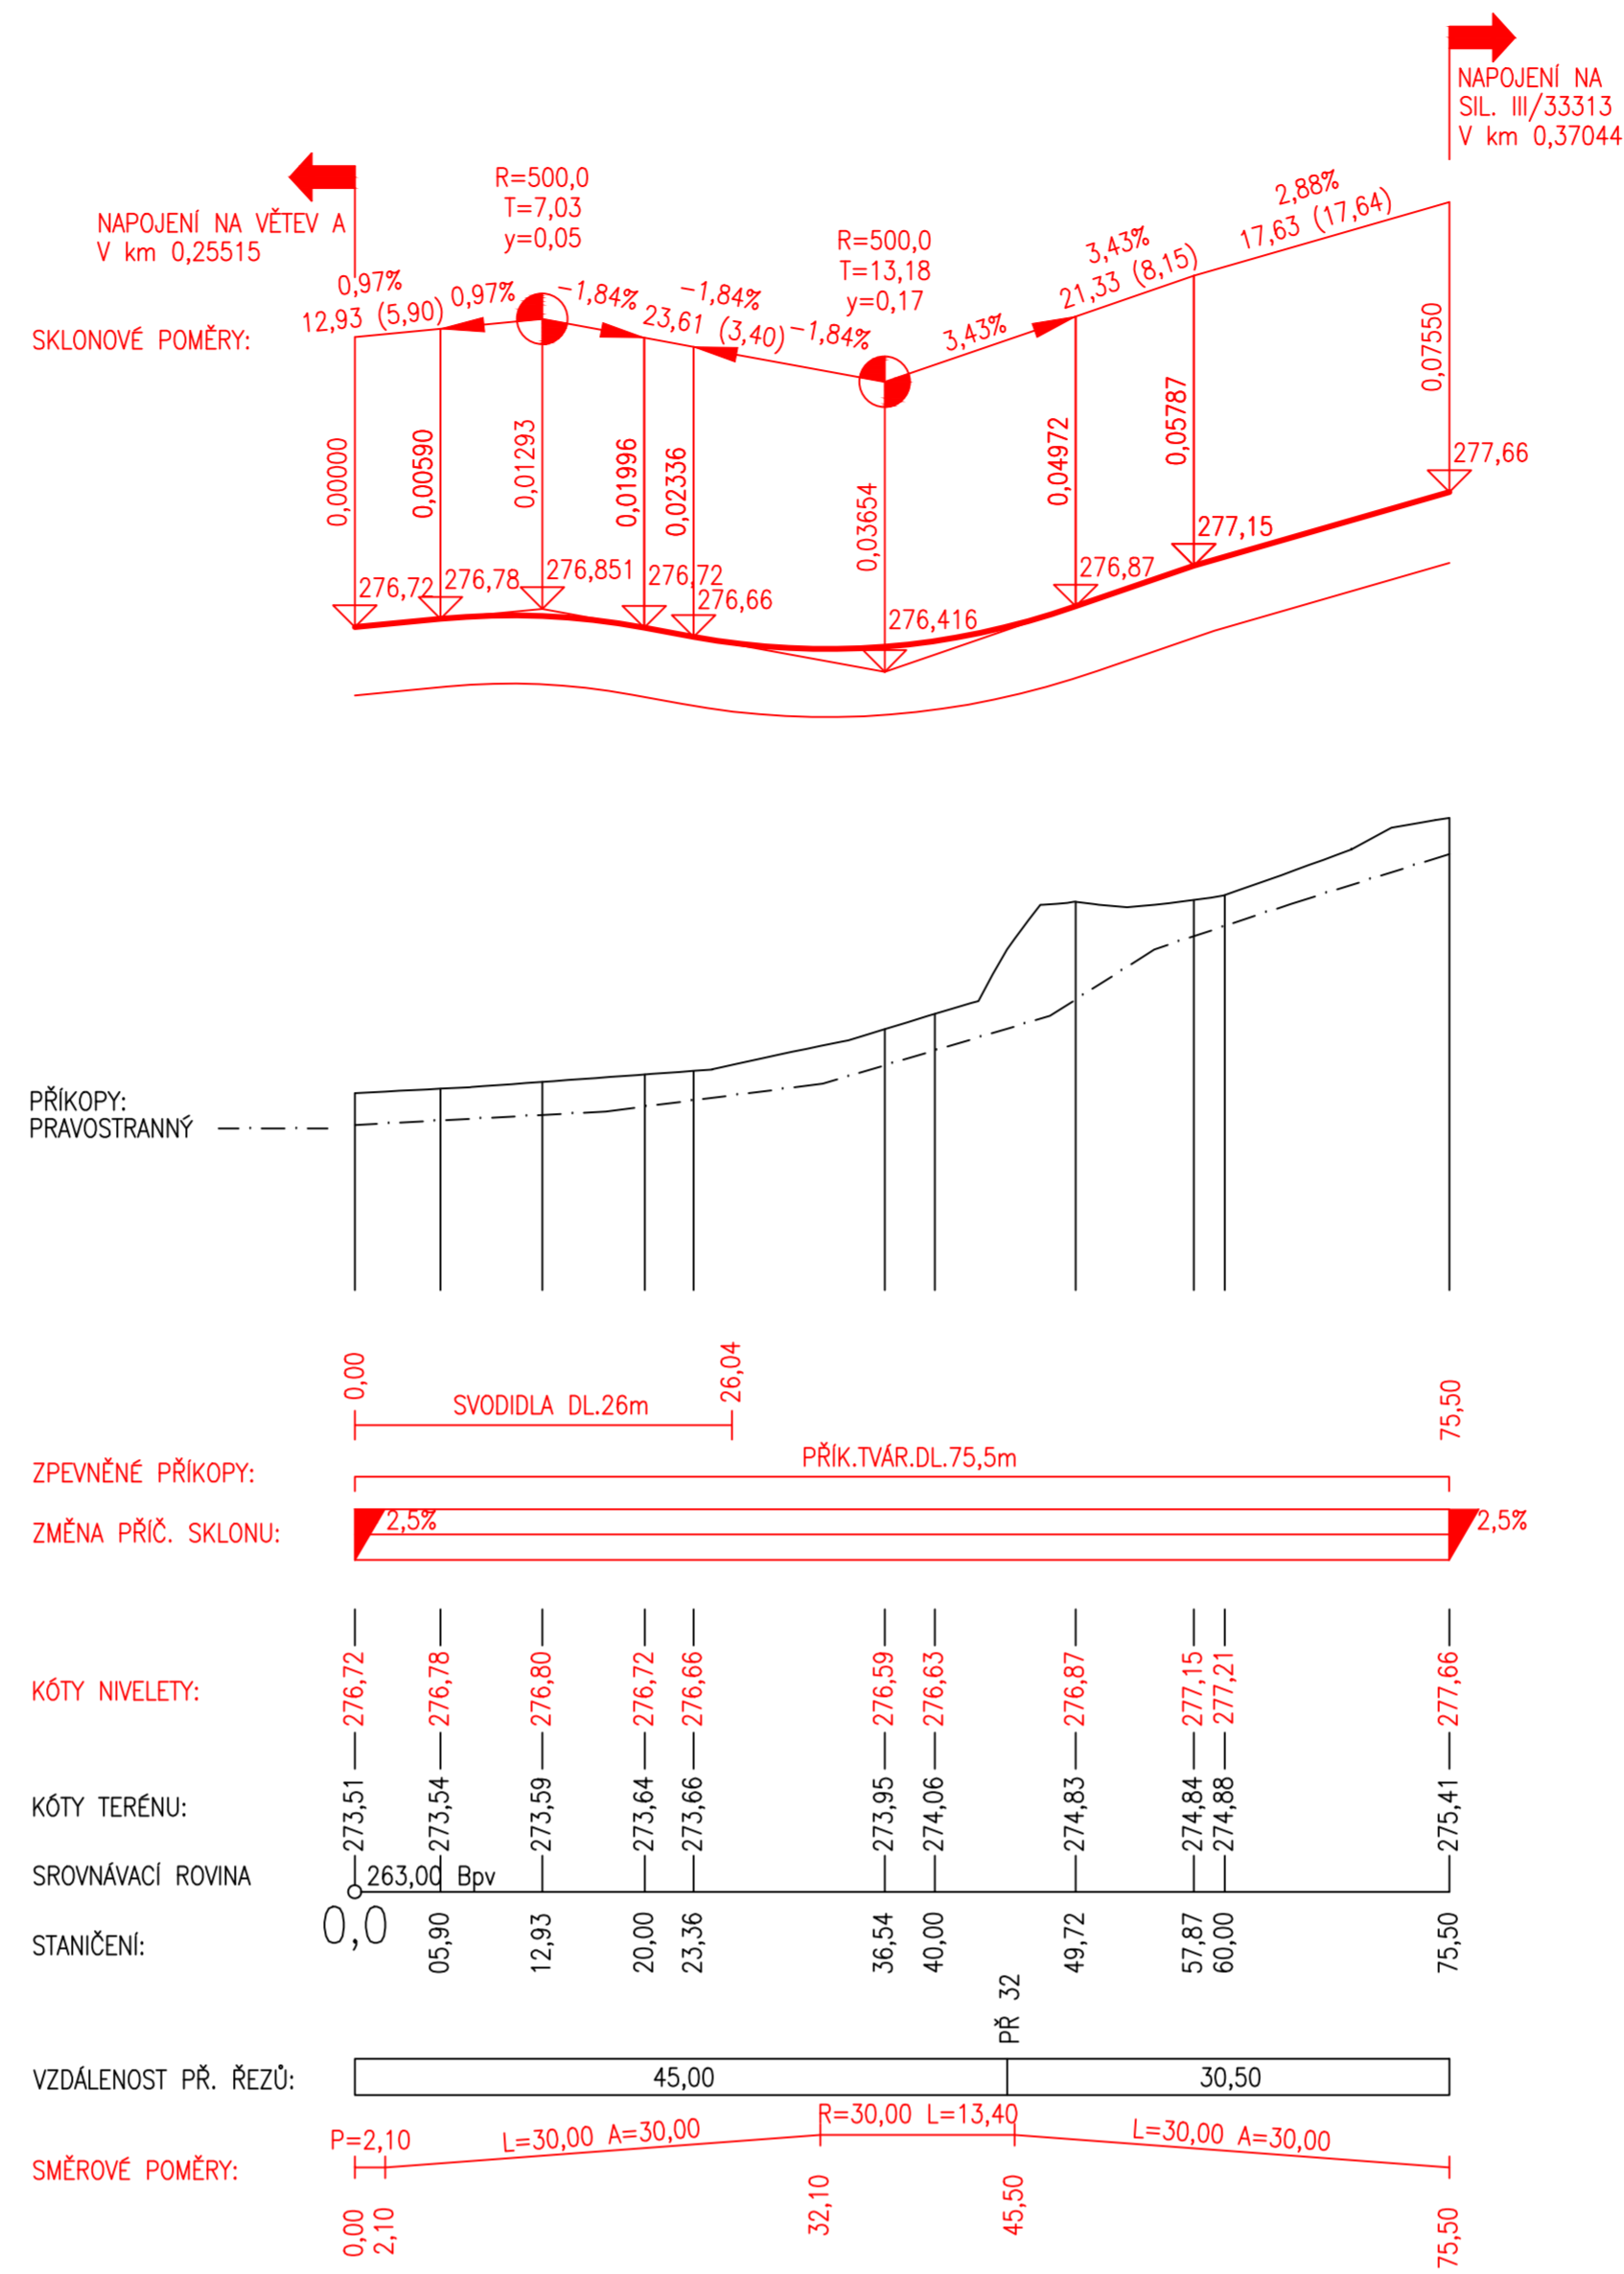 NAPOJENÍ NA
SIL. III/33313
V km 0,37044
NAPOJENÍ NA VĚTEV A
V km 0,25515
R=500,0
T=7,03
y=0,05
R=500,0
T=13,18
y=0,17
SKLONOVÉ POMĚRY:
0,97%
12,93 (5,90)
0,97%
-1,84%
-1,84%
23,61 (3,40)
-1,84%
3,43%
3,43%
21,33 (8,15)
2,88%
17,63 (17,64)
0,00000
0,00590
0,01293
0,01996
0,02336
0,03654
0,04972
0,05787
0,07550
276,72
276,78
276,851
276,72
276,66
276,416
276,87
277,15
277,66
PŘÍKOPY:
PRAVOSTRANNÝ
0,00
SVODIDLA DL.26m
26,04
75,50
ZPEVNĚNÉ PŘÍKOPY:
PŘÍK.TVÁR.DL.75,5m
ZMĚNA PŘÍČ. SKLONU:
2,5%
2,5%
KÓTY NIVELETY:
276,72
276,78
276,80
276,72
276,66
276,59
276,63
276,87
277,15
277,21
277,66
KÓTY TERÉNU:
273,51
273,54
273,59
273,64
273,66
273,95
274,06
274,83
274,84
274,88
275,41
SROVNÁVACÍ ROVINA
263,00 Bpv
STANIČENÍ:
0,0
05,90
12,93
20,00
23,36
36,54
40,00
49,72
57,87
60,00
75,50
PŘ 32
VZDÁLENOST PŘ. ŘEZŮ:
45,00
30,50
SMĚROVÉ POMĚRY:
P=2,10
L=30,00 A=30,00
R=30,00 L=13,40
L=30,00 A=30,00
0,00
2,10
32,10
45,50
75,50